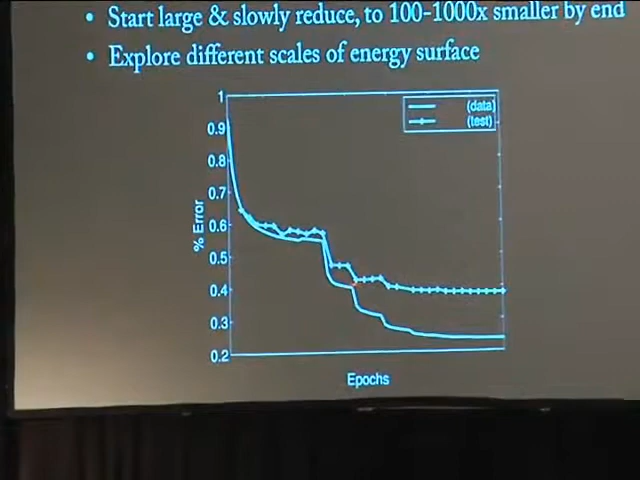 • Start large & slowly reduce, to 100-1000x smaller by end
• Explore different scales of energy surface
1
(data)
(test)
0.9
0.8
0.7
0.6
0.5
0.4
0.3
0.2
% Error
Epochs